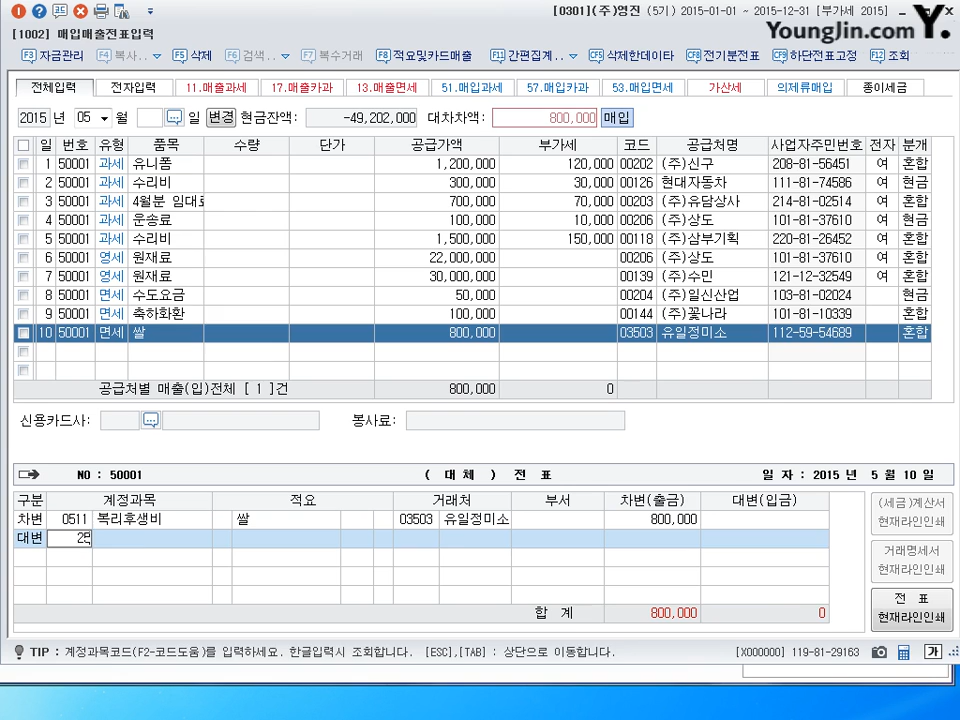 [0301](주)영진 (5기) 2015-01-01 ~ 2015-12-31 [부가세 2015]
[1002] 매입매출전표입력
YoungJin.com Y.
F3 자금관리 F4 복사.. F5 삭제 F6 검색.. F7 복수거래 F8 적요및카드매출 F11 간편집계.. CF5 삭제한데이타 CF8 전기분전표 CF9 하단전표고정 F12 조회
전체입력 전자입력 11.매출과세 17.매출카과 13.매출면세 51.매입과세 57.매입카과 53.매입면세 가산세 의제류매입 종이세금
2015 년 05 월 일 변경 현금잔액: -49,202,000 대차차액: 800,000 매입
일 번호 유형 품목 수량 단가 공급가액 부가세 코드 공급처명 사업자주민번호 전자 분개
1 50001 과세 유니폼 1,200,000 120,000 00202 (주)신구 208-81-56451 여 혼합
2 50001 과세 수리비 300,000 30,000 00126 현대자동차 111-81-74586 여 현금
3 50001 과세 4월분 임대료 700,000 70,000 00203 (주)유담상사 214-81-02514 여 혼합
4 50001 과세 운송료 100,000 10,000 00206 (주)상도 101-81-37610 여 현금
5 50001 과세 수리비 1,500,000 150,000 00118 (주)삼부기획 220-81-26452 여 혼합
6 50001 영세 원재료 22,000,000 00206 (주)상도 101-81-37610 여 혼합
7 50001 영세 원재료 30,000,000 00139 (주)수민 121-12-32549 여 혼합
8 50001 면세 수도요금 50,000 00204 (주)일신산업 103-81-02024 현금
9 50001 면세 축하화환 100,000 00144 (주)꽃나라 101-81-10339 혼합
10 50001 면세 쌀 800,000 03503 유일정미소 112-59-54689 혼합
공급처별 매출(입)전체 [ 1 ]건 800,000 0
신용카드사: 봉사료:
NO : 50001 ( 대 체 ) 전 표 일 자 : 2015 년 5 월 10 일
구분 계정과목 적요 거래처 부서 차변(출금) 대변(입금)
차변 0511 복리후생비 쌀 03503 유일정미소 800,000
대변 25
합 계 800,000 0
(세금)계산서
현재라인인쇄
거래명세서
현재라인인쇄
전 표
현재라인인쇄
TIP : 계정과목코드(F2-코드도움)를 입력하세요. 한글입력시 조회합니다. [ESC],[TAB] : 상단으로 이동합니다. [X000000] 119-81-29163 가